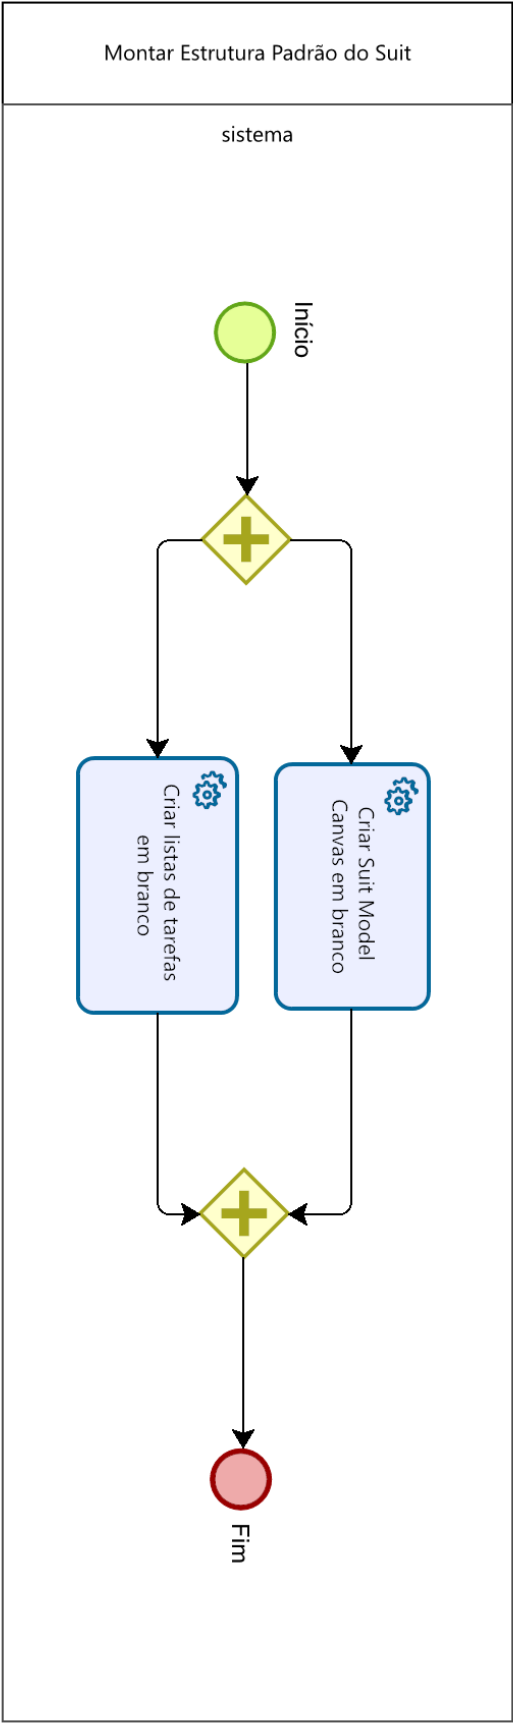 Montar Estrutura Padrão do Suit
sistema
Início
Criar Suit Model
Canvas em branco
Criar listas de tarefas
em branco
Fim